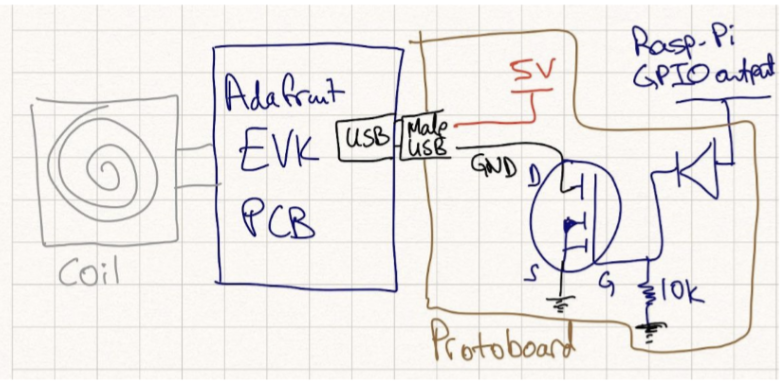 Adafruit
EVK
PCB
USB
Male
USB
5V
GND
D
S
G
10K
Rasp-Pi
GPIO output
Coil
Protoboard